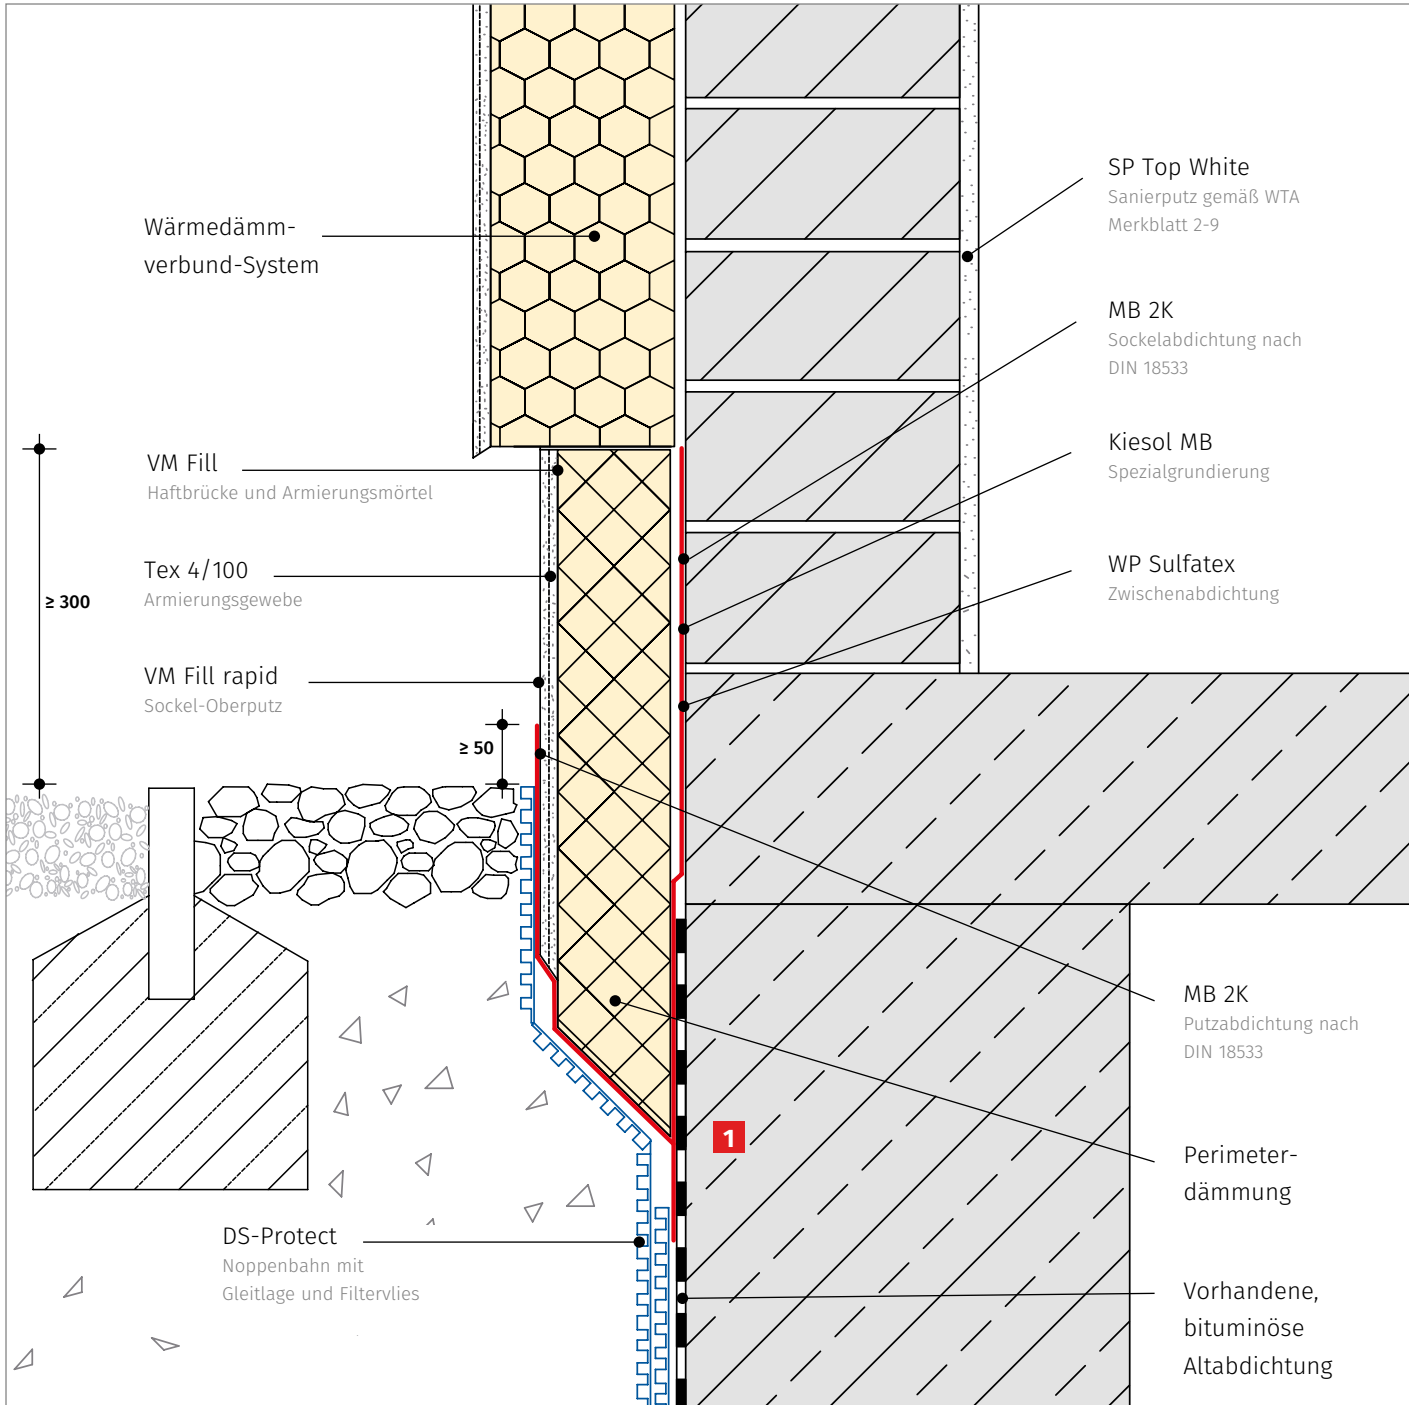 Wärmedämm-
verbund-System
VM Fill
Haftbrücke und Armierungsmörtel
Tex 4/100
Armierungsgewebe
≥ 300
VM Fill rapid
Sockel-Oberputz
≥ 50
DS-Protect
Noppenbahn mit
Gleitlage und Filtervlies
SP Top White
Sanierputz gemäß WTA
Merkblatt 2-9
MB 2K
Sockelabdichtung nach
DIN 18533
Kiesol MB
Spezialgrundierung
WP Sulfatex
Zwischenabdichtung
MB 2K
Putzabdichtung nach
DIN 18533
1
Perimeter-
dämmung
Vorhandene,
bituminöse
Altabdichtung